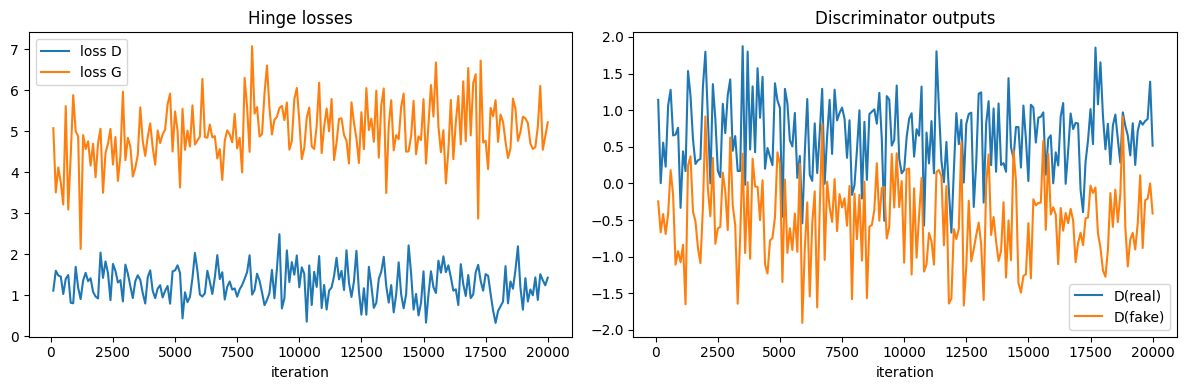 Hinge losses
loss D
loss G
7
6
5
4
3
2
1
0
0 2500 5000 7500 10000 12500 15000 17500 20000
iteration
Discriminator outputs
2.0
1.5
1.0
0.5
0.0
−0.5
−1.0
−1.5
−2.0
D(real)
D(fake)
0 2500 5000 7500 10000 12500 15000 17500 20000
iteration